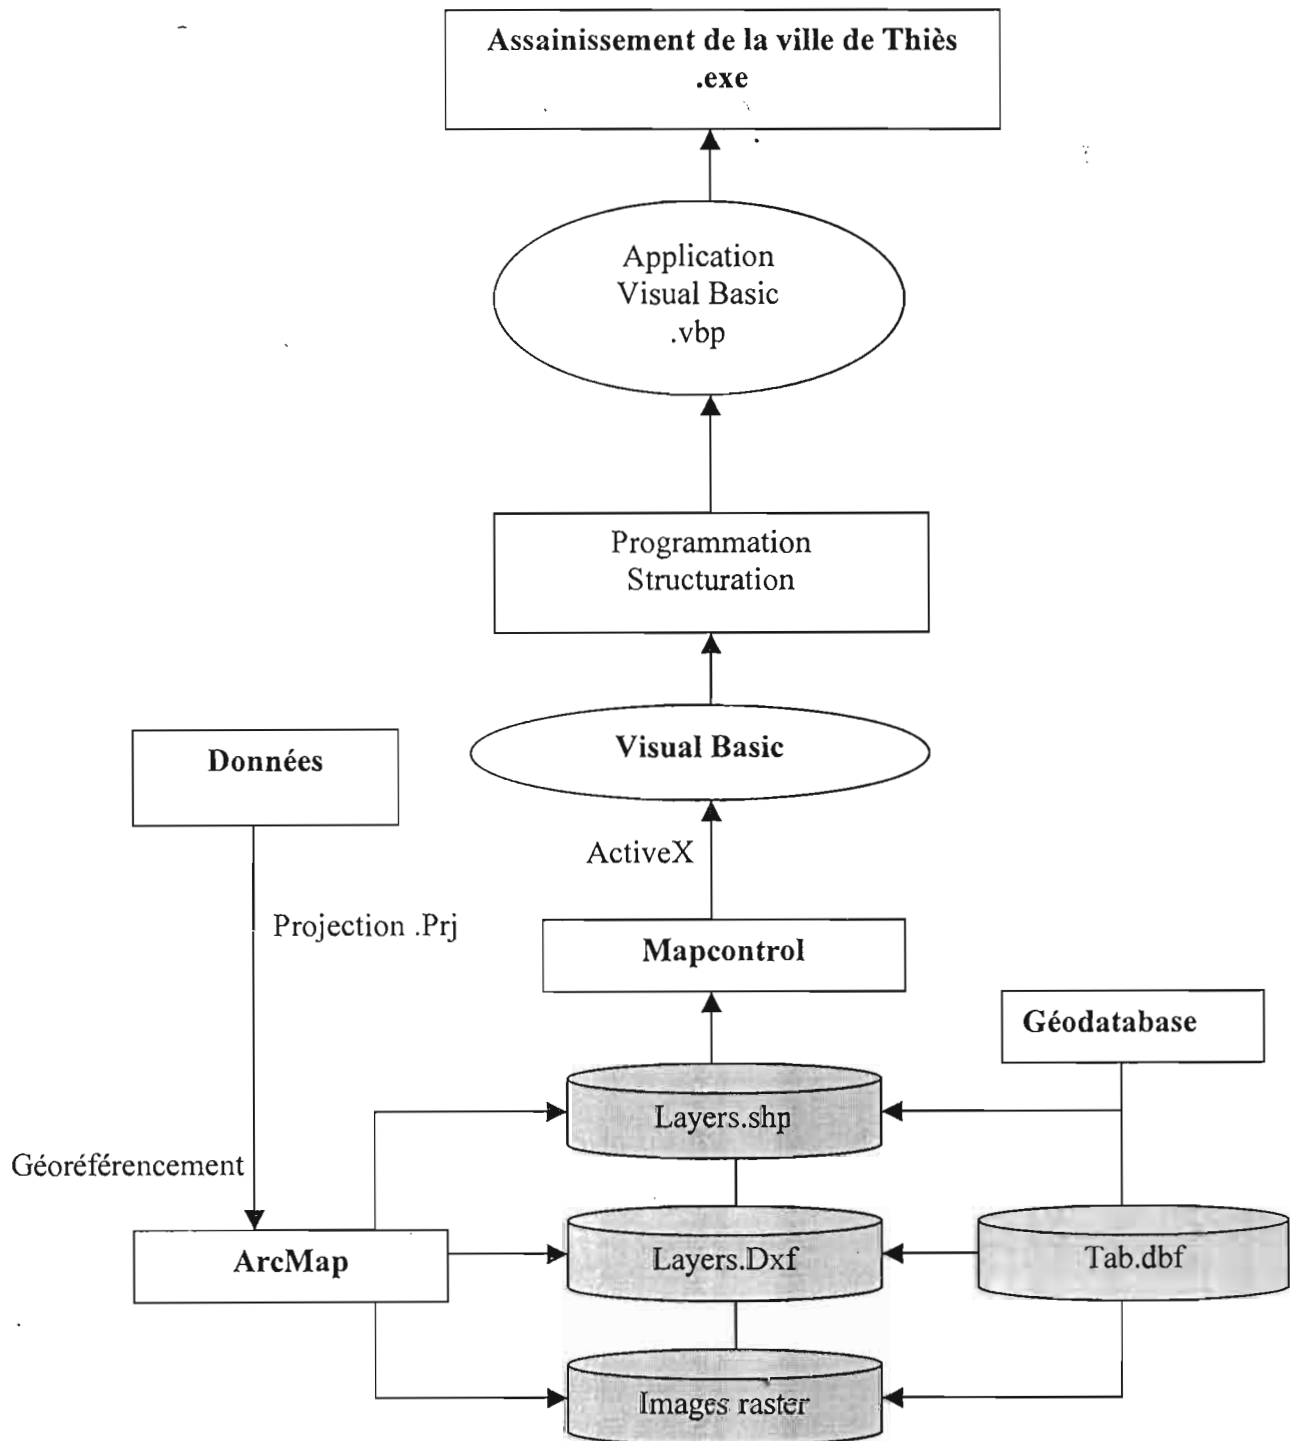 Assainissement de la ville de Thiès
.exe
Application
Visual Basic
.vbp
Programmation
Structuration
Visual Basic
Données
ActiveX
Projection .Prj
Mapcontrol
Géodatabase
Layers.shp
Géoréférencement
ArcMap
Layers.Dxf
Tab.dbf
Images raster